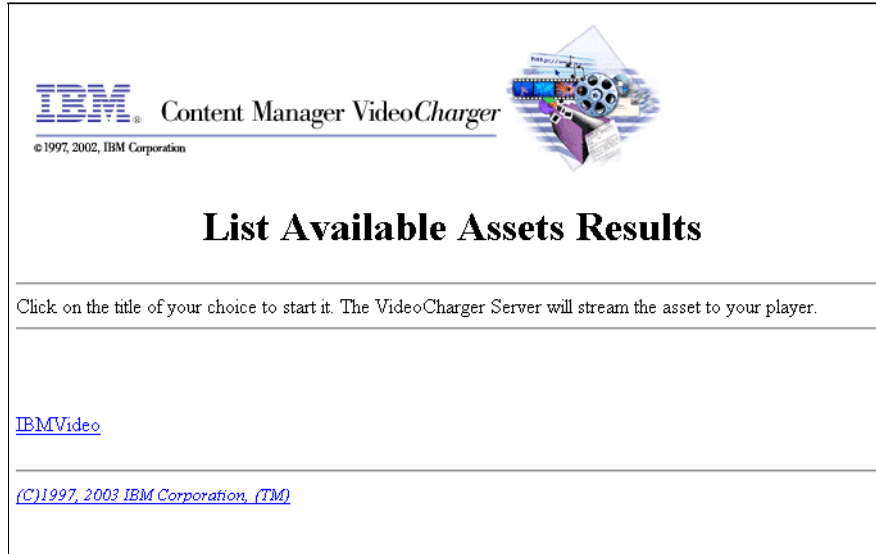 http://www.
IBM® Content Manager VideoCharger
©1997, 2002, IBM Corporation
List Available Assets Results
Click on the title of your choice to start it. The VideoCharger Server will stream the asset to your player.
IBMVideo
(C)1997, 2003 IBM Corporation, (TM)